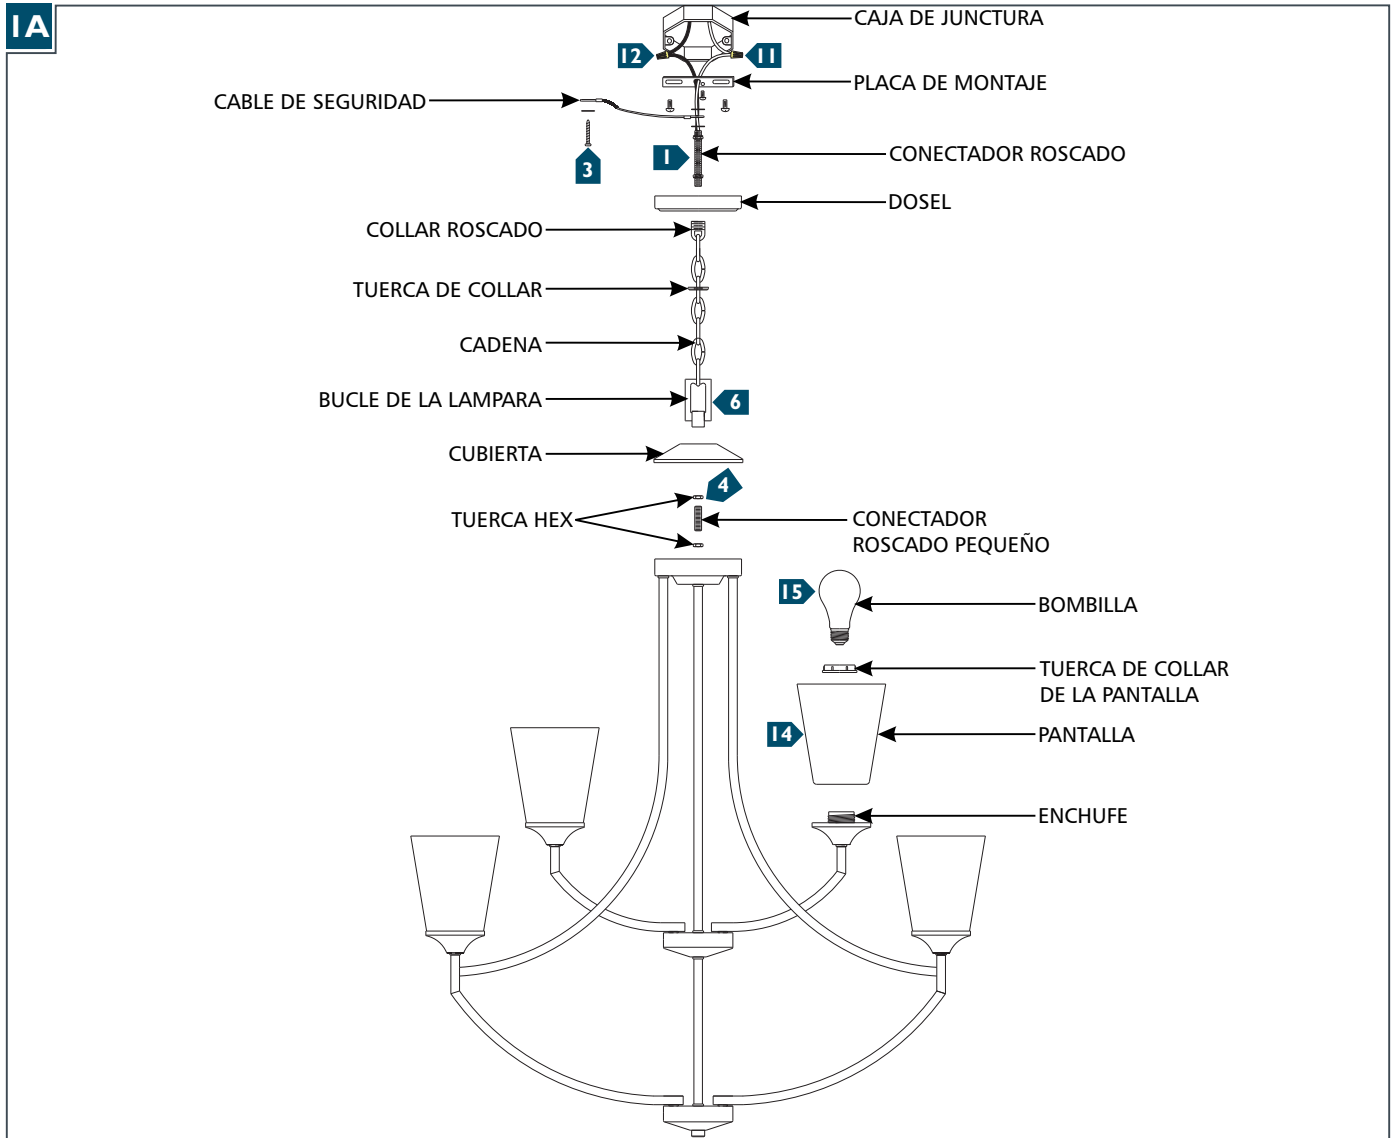 1A
CAJA DE JUNCTURA
12
11
PLACA DE MONTAJE
CABLE DE SEGURIDAD
3
1
CONECTADOR ROSCADO
DOSEL
COLLAR ROSCADO
TUERCA DE COLLAR
CADENA
BUCLE DE LA LAMPARA
6
CUBIERTA
4
TUERCA HEX
CONECTADOR
ROSCADO PEQUEÑO
15
BOMBILLA
TUERCA DE COLLAR
DE LA PANTALLA
14
PANTALLA
ENCHUFE